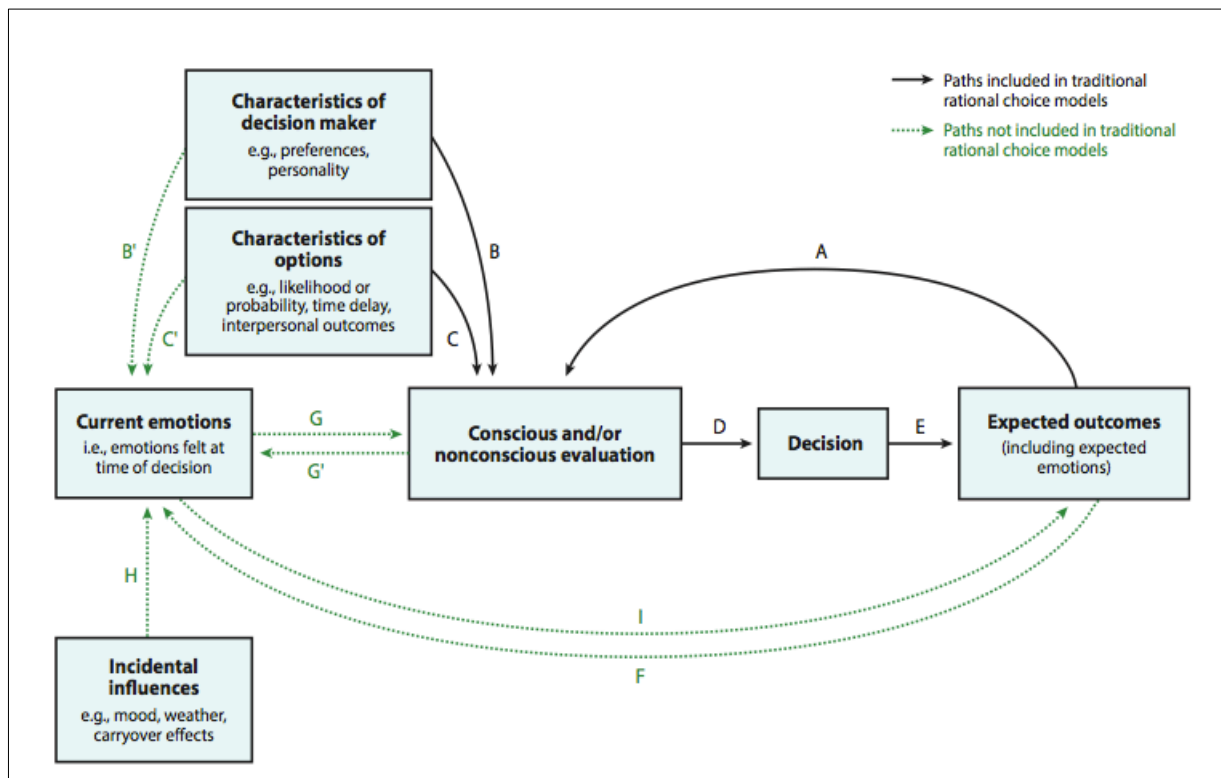 Characteristics of
decision maker
e.g., preferences,
personality
Paths included in traditional
rational choice models
Paths not included in traditional
rational choice models
Characteristics of
options
e.g., likelihood or
probability, time delay,
interpersonal outcomes
B'
B
A
C'
C
Current emotions
i.e., emotions felt at
time of decision
G
G'
Conscious and/or
nonconscious evaluation
D
Decision
E
Expected outcomes
(including expected
emotions)
H
I
F
Incidental
influences
e.g., mood, weather,
carryover effects